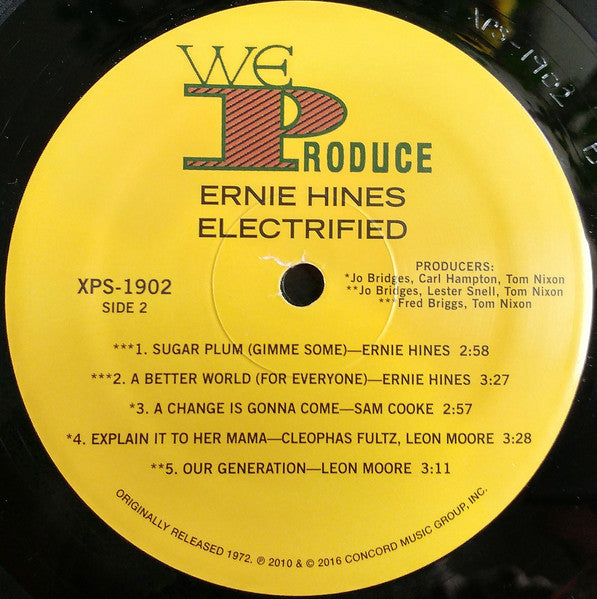 WE
PRODUCE
ERNIE HINES
ELECTRIFIED
XPS-1902
SIDE 2
PRODUCERS:
*Jo Bridges, Carl Hampton, Tom Nixon
**Jo Bridges, Lester Snell, Tom Nixon
***Fred Briggs, Tom Nixon
***1. SUGAR PLUM (GIMME SOME)—ERNIE HINES 2:58
***2. A BETTER WORLD (FOR EVERYONE)—ERNIE HINES 3:27
*3. A CHANGE IS GONNA COME—SAM COOKE 2:57
*4. EXPLAIN IT TO HER MAMA—CLEOPHAS FULTZ, LEON MOORE 3:28
**5. OUR GENERATION—LEON MOORE 3:11
ORIGINALLY RELEASED 1972. ℗ 2010 & © 2016 CONCORD MUSIC GROUP, INC.
XPS-1902